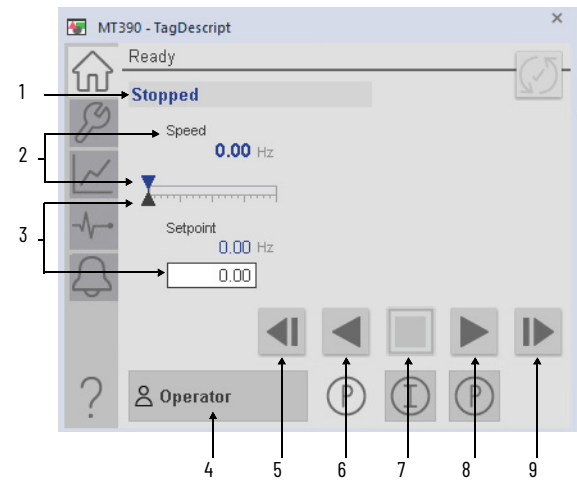 MT390 - TagDescript
Ready
1
Stopped
2
Speed
0.00 Hz
3
Setpoint
0.00 Hz
0.00
?
Operator
P
I
P
4
5
6
7
8
9